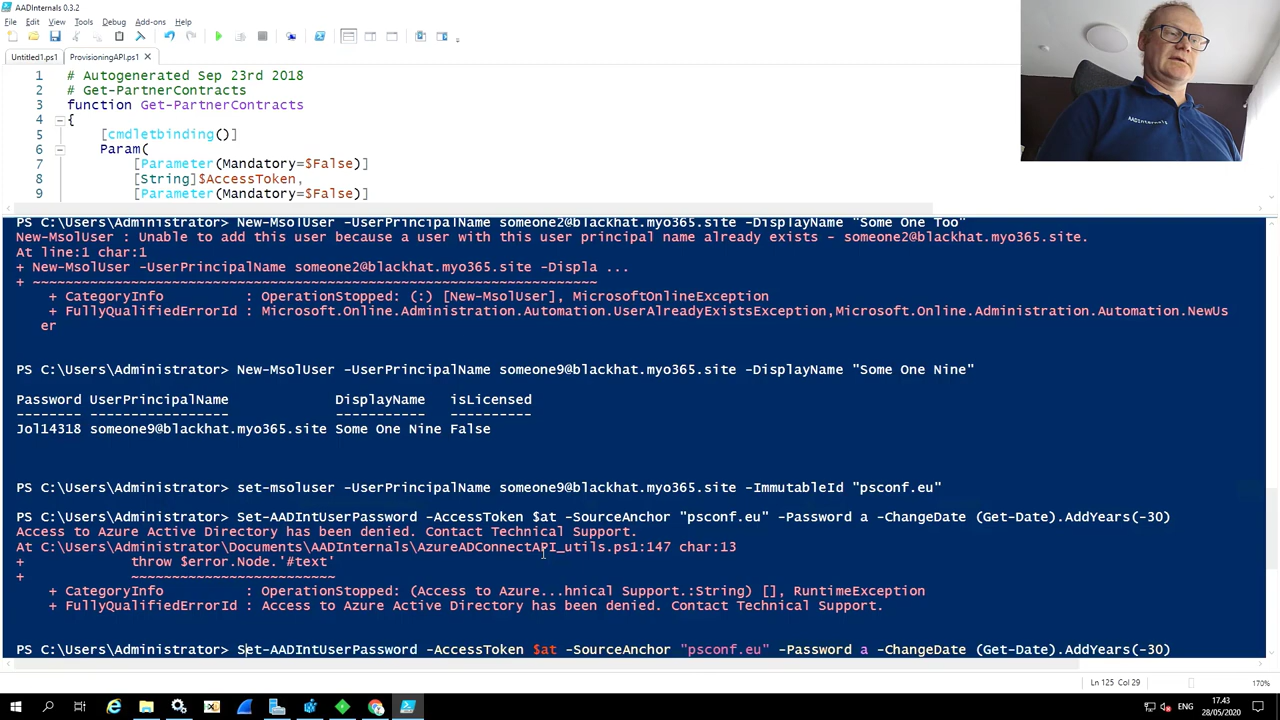 AADInternals 0.3.2
File Edit View Tools Debug Add-ons Help
Untitled1.ps1 ProvisioningAPI.ps1
1 # Autogenerated Sep 23rd 2018
2 # Get-PartnerContracts
3 function Get-PartnerContracts
4 {
5 [cmdletbinding()]
6 Param(
7 [Parameter(Mandatory=$False)]
8 [String]$AccessToken,
9 [Parameter(Mandatory=$False)]
AADInternals
PS C:\Users\Administrator> New-MsolUser -UserPrincipalName someone2@blackhat.myo365.site -DisplayName "Some One Too"
New-MsolUser : Unable to add this user because a user with this user principal name already exists - someone2@blackhat.myo365.site.
At line:1 char:1
+ New-MsolUser -UserPrincipalName someone2@blackhat.myo365.site -Displa ...
+ ~~~~~~~~~~~~~~~~~~~~~~~~~~~~~~~~~~~~~~~~~~~~~~~~~~~~~~~~~~~~~~~~~~~~~
+ CategoryInfo : OperationStopped: (:) [New-MsolUser], MicrosoftOnlineException
+ FullyQualifiedErrorId : Microsoft.Online.Administration.Automation.UserAlreadyExistsException,Microsoft.Online.Administration.Automation.NewUs
er
PS C:\Users\Administrator> New-MsolUser -UserPrincipalName someone9@blackhat.myo365.site -DisplayName "Some One Nine"
Password UserPrincipalName DisplayName isLicensed
-------- ----------------- ----------- ----------
Jol14318 someone9@blackhat.myo365.site Some One Nine False
PS C:\Users\Administrator> set-msoluser -UserPrincipalName someone9@blackhat.myo365.site -ImmutableId "psconf.eu"
PS C:\Users\Administrator> Set-AADIntUserPassword -AccessToken $at -SourceAnchor "psconf.eu" -Password a -ChangeDate (Get-Date).AddYears(-30)
Access to Azure Active Directory has been denied. Contact Technical Support.
At C:\Users\Administrator\Documents\AADInternals\AzureADConnectAPI_utils.ps1:147 char:13
+ throw $error.Node.'#text'
+ ~~~~~~~~~~~~~~~~~~~~~~~~~
+ CategoryInfo : OperationStopped: (Access to Azure...hnical Support.:String) [], RuntimeException
+ FullyQualifiedErrorId : Access to Azure Active Directory has been denied. Contact Technical Support.
PS C:\Users\Administrator> Set-AADIntUserPassword -AccessToken $at -SourceAnchor "psconf.eu" -Password a -ChangeDate (Get-Date).AddYears(-30)
Ln 125 Col 29 170%
ENG
17.43
28/05/2020